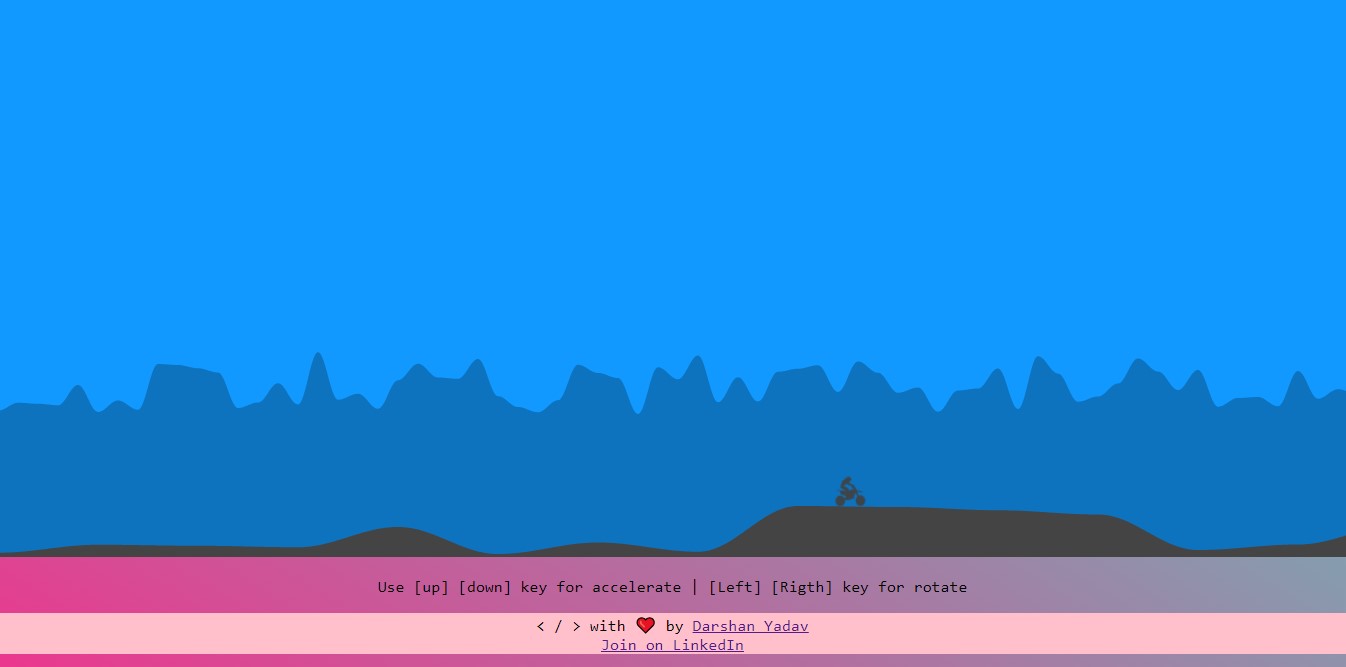 Use [up] [down] key for accelerate | [Left] [Rigth] key for rotate
< / > with ❤️ by Darshan Yadav
Join on LinkedIn